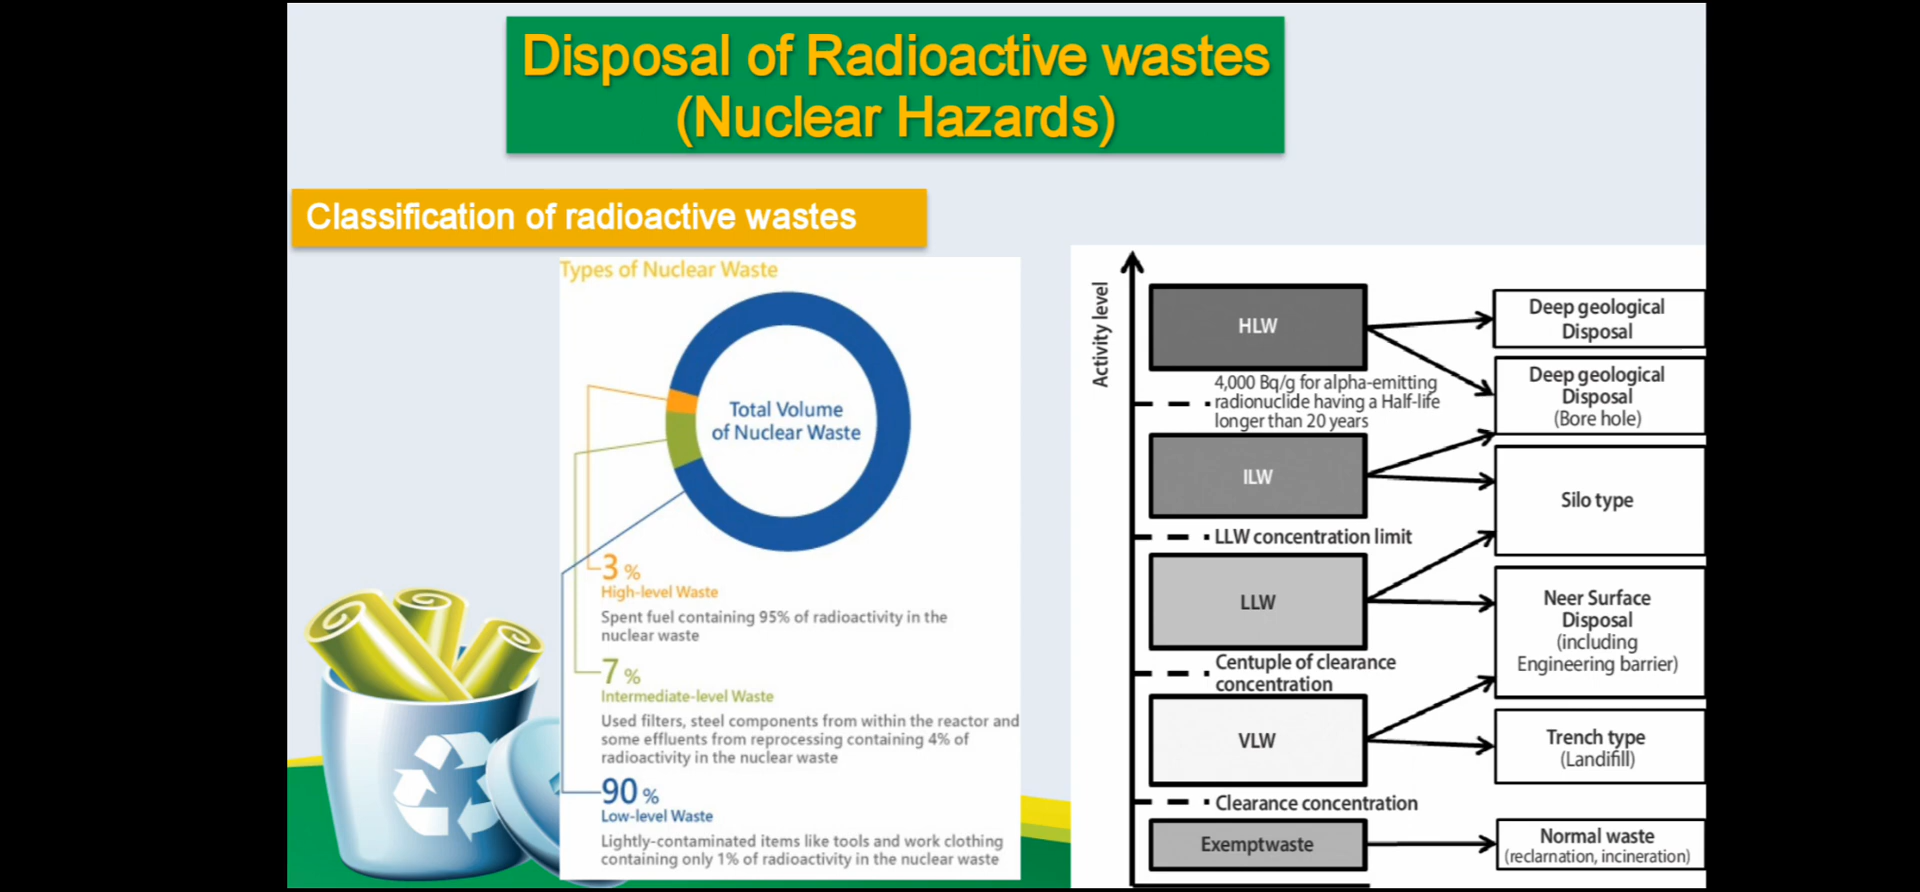 Disposal of Radioactive wastes
(Nuclear Hazards)
Classification of radioactive wastes
Types of Nuclear Waste
Total Volume
of Nuclear Waste
3 %
High-level Waste
Spent fuel containing 95% of radioactivity in the
nuclear waste
7 %
Intermediate-level Waste
Used filters, steel components from within the reactor and
some effluents from reprocessing containing 4% of
radioactivity in the nuclear waste
90 %
Low-level Waste
Lightly-contaminated items like tools and work clothing
containing only 1% of radioactivity in the nuclear waste
Activity level
HLW
4,000 Bq/g for alpha-emitting
radionuclide having a Half-life
longer than 20 years
ILW
LLW concentration limit
LLW
Centuple of clearance
concentration
VLW
Clearance concentration
Exemptwaste
Deep geological
Disposal
Deep geological
Disposal
(Bore hole)
Silo type
Neer Surface
Disposal
(including
Engineering barrier)
Trench type
(Landifill)
Normal waste
(reclarnation, incineration)